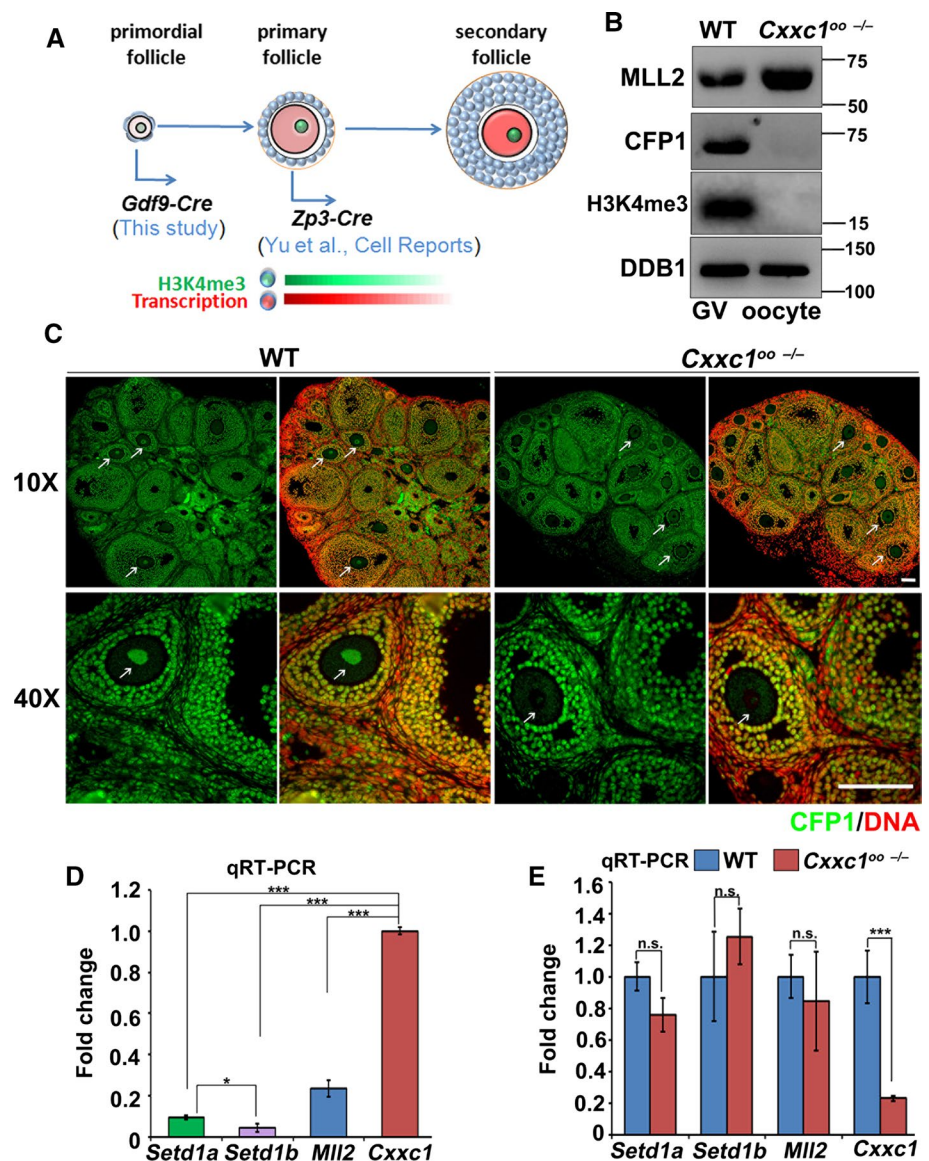 A
primordial
follicle
primary
follicle
secondary
follicle
Gdf9-Cre
(This study)
Zp3-Cre
(Yu et al., Cell Reports)
H3K4me3
Transcription
B
WT Cxxc1oo −/−
MLL2
75
50
CFP1
75
H3K4me3
15
DDB1
150
100
GV oocyte
C
WT
Cxxc1oo −/−
10X
40X
CFP1/DNA
D
qRT-PCR
Fold change
1.2
1.0
0.8
0.6
0.4
0.2
0
***
***
***
*
Setd1a Setd1b Mll2 Cxxc1
E
qRT-PCR WT Cxxc1oo −/−
Fold change
1.6
1.4
1.2
1.0
0.8
0.6
0.4
0.2
0
n.s.
n.s.
n.s.
***
Setd1a Setd1b Mll2 Cxxc1